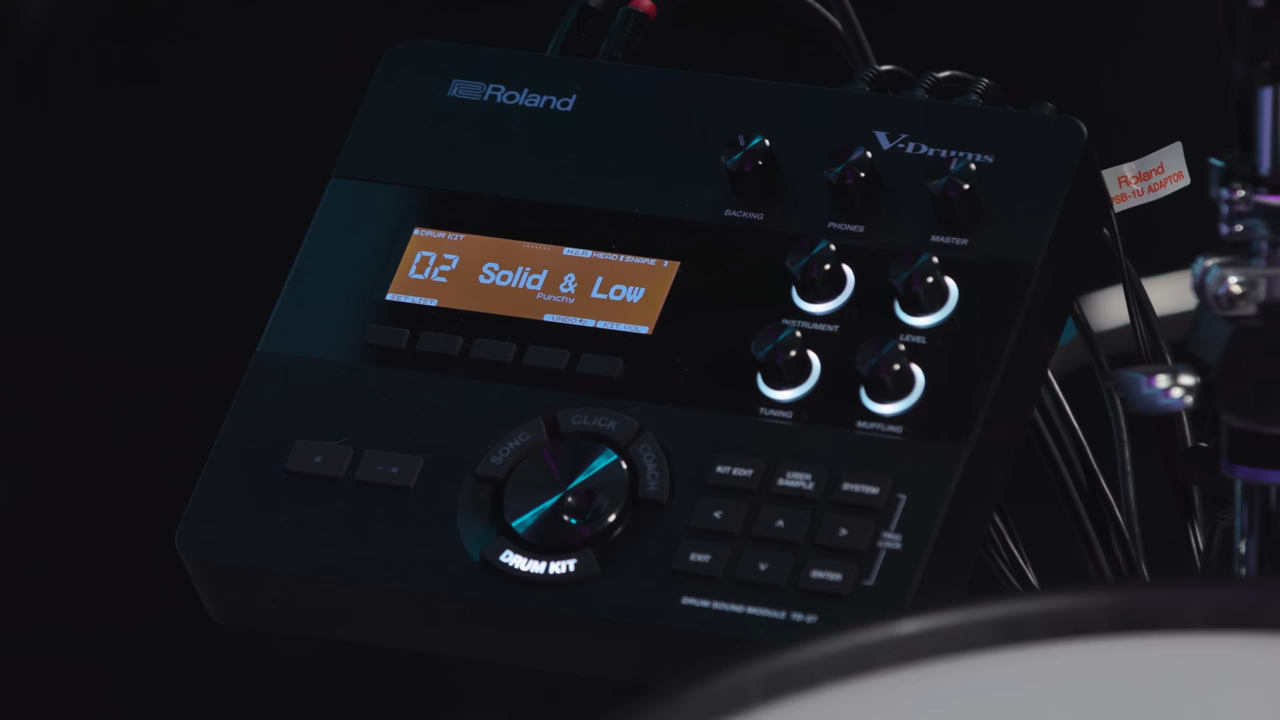 Roland
V-Drums
Roland
PSB-1U ADAPTOR
BACKING
PHONES
MASTER
DRUM KIT
HEAD SNARE
02 Solid & Low
Punchy
SET LIST
UNDO
KIT VOL
INSTRUMENT
LEVEL
TUNING
MUFFLING
SONG
CLICK
COACH
DRUM KIT
KIT EDIT
USER
SAMPLE
SYSTEM
< ∧ >
TRIG
LOCK
EXIT
∨
ENTER
DRUM SOUND MODULE TD-27